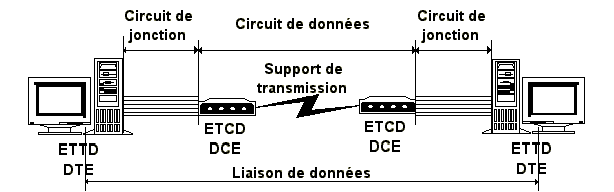 Circuit de
jonction
Circuit de données
Circuit de
jonction
Support de
transmission
ETTD
DTE
ETCD
DCE
ETCD
DCE
ETTD
DTE
Liaison de données